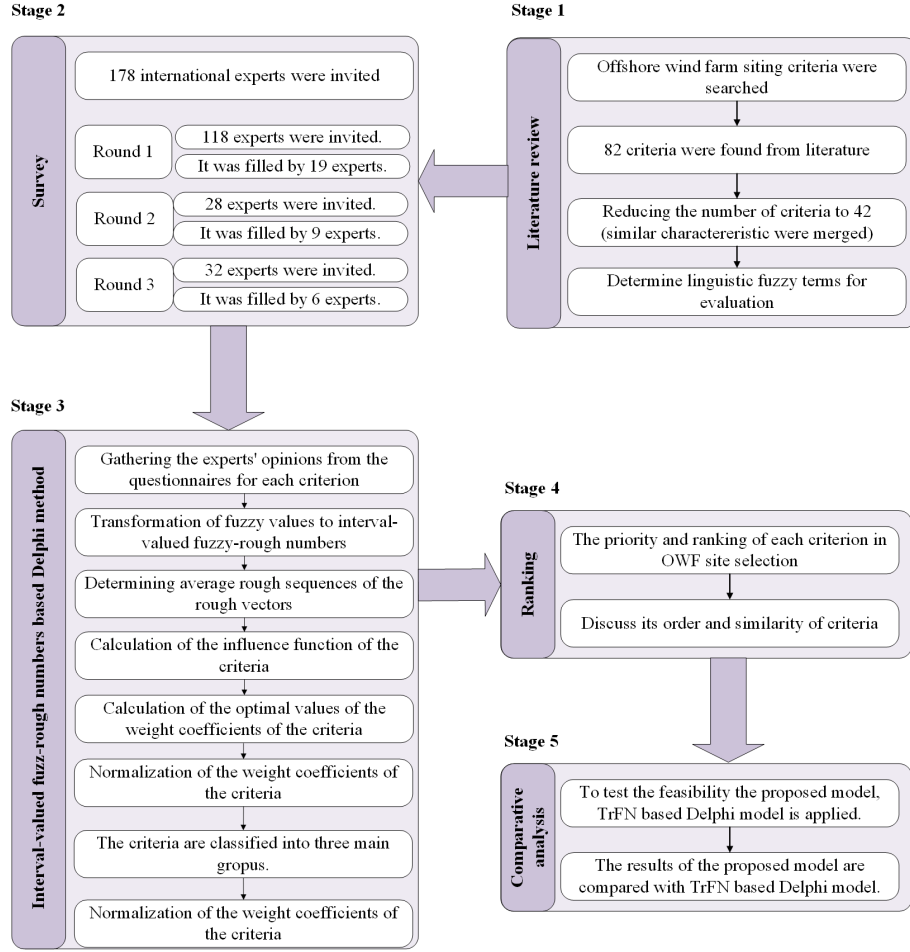 Stage 1
Literature review
Offshore wind farm siting criteria were
searched
82 criteria were found from literature
Reducing the number of criteria to 42
(similar charactereristic were merged)
Determine linguistic fuzzy terms for
evaluation
Stage 2
Survey
178 international experts were invited
Round 1
118 experts were invited.
It was filled by 19 experts.
Round 2
28 experts were invited.
It was filled by 9 experts.
Round 3
32 experts were invited.
It was filled by 6 experts.
Stage 3
Interval-valued fuzz-rough numbers based Delphi method
Gathering the experts' opinions from the
questionnaires for each criterion
Transformation of fuzzy values to interval-
valued fuzzy-rough numbers
Determining average rough sequences of the
rough vectors
Calculation of the influence function of the
criteria
Calculation of the optimal values of the
weight coefficients of the criteria
Normalization of the weight coefficients of
the criteria
The criteria are classified into three main
gropus.
Normalization of the weight coefficients of
the criteria
Stage 4
Ranking
The priority and ranking of each criterion in
OWF site selection
Discuss its order and similarity of criteria
Stage 5
Comparative
analysis
To test the feasibility the proposed model,
TrFN based Delphi model is applied.
The results of the proposed model are
compared with TrFN based Delphi model.